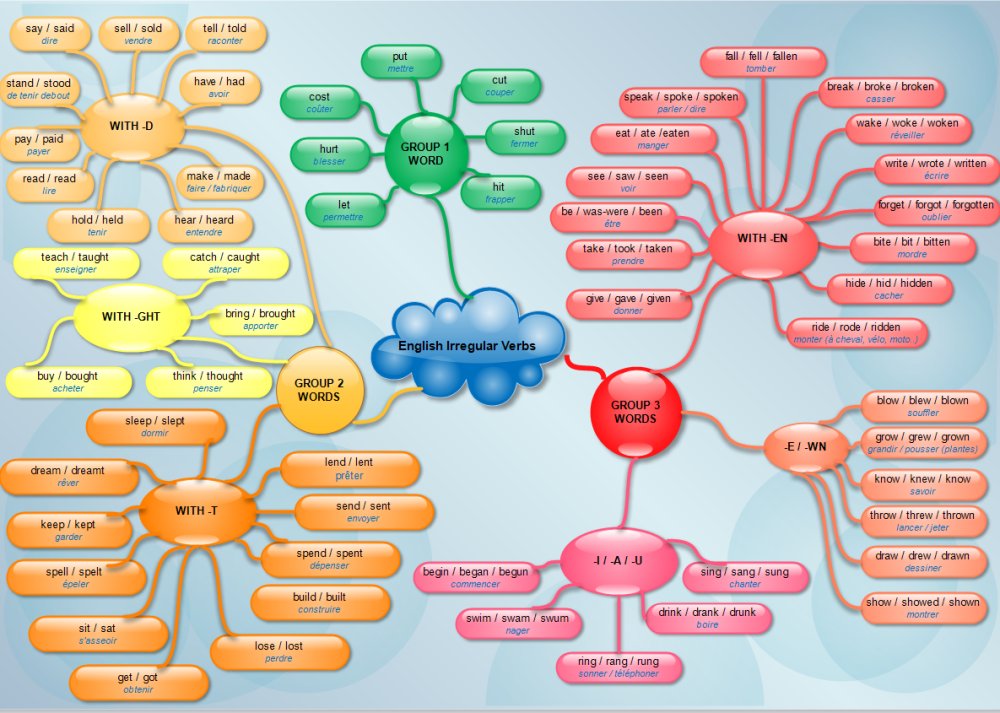 English Irregular Verbs
GROUP 1
WORD
put
mettre
cut
couper
cost
coûter
shut
fermer
hurt
blesser
hit
frapper
let
permettre
GROUP 2
WORDS
WITH -D
say / said
dire
sell / sold
vendre
tell / told
raconter
stand / stood
de tenir debout
have / had
avoir
pay / paid
payer
read / read
lire
make / made
faire / fabriquer
hold / held
tenir
hear / heard
entendre
WITH -GHT
teach / taught
enseigner
catch / caught
attraper
bring / brought
apporter
buy / bought
acheter
think / thought
penser
WITH -T
sleep / slept
dormir
dream / dreamt
rêver
lend / lent
prêter
keep / kept
garder
send / sent
envoyer
spell / spelt
épeler
spend / spent
dépenser
build / built
construire
sit / sat
s'asseoir
lose / lost
perdre
get / got
obtenir
GROUP 3
WORDS
WITH -EN
fall / fell / fallen
tomber
speak / spoke / spoken
parler / dire
break / broke / broken
casser
eat / ate /eaten
manger
wake / woke / woken
réveiller
see / saw / seen
voir
write / wrote / written
écrire
be / was-were / been
être
forget / forgot / forgotten
oublier
take / took / taken
prendre
bite / bit / bitten
mordre
give / gave / given
donner
hide / hid / hidden
cacher
ride / rode / ridden
monter (à cheval, vélo, moto..)
-E / -WN
blow / blew / blown
souffler
grow / grew / grown
grandir / pousser (plantes)
know / knew / know
savoir
throw / threw / thrown
lancer / jeter
draw / drew / drawn
dessiner
show / showed / shown
montrer
-I / -A / -U
begin / began / begun
commencer
sing / sang / sung
chanter
swim / swam / swum
nager
drink / drank / drunk
boire
ring / rang / rung
sonner / téléphoner